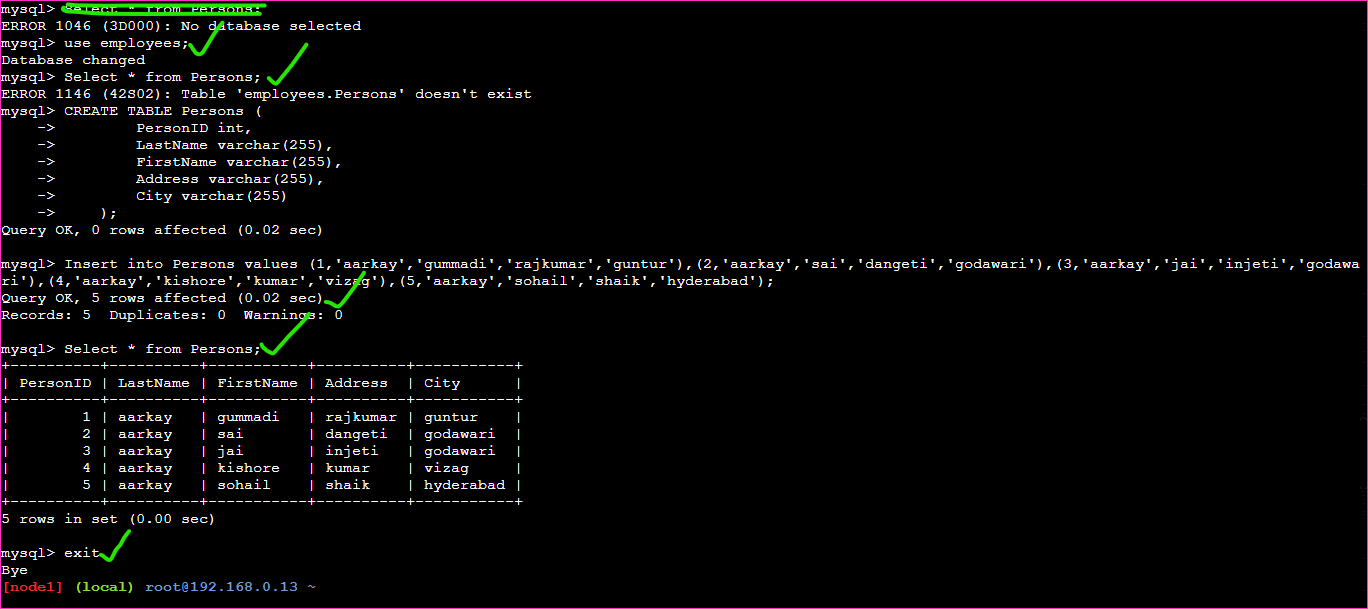 mysql> Select * from Persons;
ERROR 1046 (3D000): No database selected
mysql> use employees;
Database changed
mysql> Select * from Persons;
ERROR 1146 (42S02): Table 'employees.Persons' doesn't exist
mysql> CREATE TABLE Persons (
    ->         PersonID int,
    ->         LastName varchar(255),
    ->         FirstName varchar(255),
    ->         Address varchar(255),
    ->         City varchar(255)
    ->     );
Query OK, 0 rows affected (0.02 sec)

mysql> Insert into Persons values (1,'aarkay','gummadi','rajkumar','guntur'),(2,'aarkay','sai','dangeti','godawari'),(3,'aarkay','jai','injeti','godawa
ri'),(4,'aarkay','kishore','kumar','vizag'),(5,'aarkay','sohail','shaik','hyderabad');
Query OK, 5 rows affected (0.02 sec)
Records: 5  Duplicates: 0  Warnings: 0

mysql> Select * from Persons;
+----------+----------+-----------+----------+-----------+
| PersonID | LastName | FirstName | Address  | City      |
+----------+----------+-----------+----------+-----------+
|        1 | aarkay   | gummadi   | rajkumar | guntur    |
|        2 | aarkay   | sai       | dangeti  | godawari  |
|        3 | aarkay   | jai       | injeti   | godawari  |
|        4 | aarkay   | kishore   | kumar    | vizag     |
|        5 | aarkay   | sohail    | shaik    | hyderabad |
+----------+----------+-----------+----------+-----------+
5 rows in set (0.00 sec)

mysql> exit
Bye
[node1] (local) root@192.168.0.13 ~